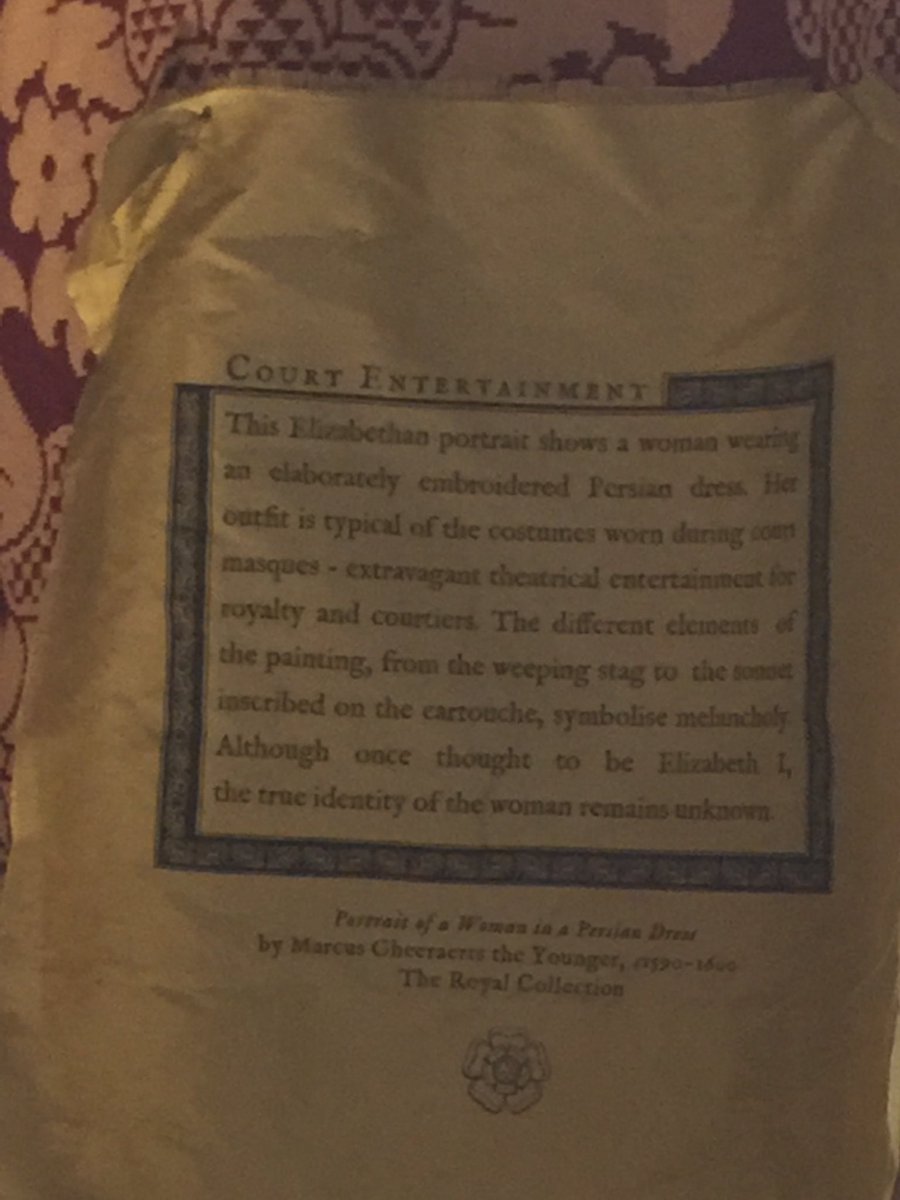 COURT ENTERTAINMENT
This Elizabethan portrait shows a woman wearing
an elaborately embroidered Persian dress. Her
outfit is typical of the costumes worn during court
masques - extravagant theatrical entertainment for
royalty and courtiers. The different elements of
the painting, from the weeping stag to the sonnet
inscribed on the cartouche, symbolise melancholy.
Although once thought to be Elizabeth I,
the true identity of the woman remains unknown.
Portrait of a Woman in a Persian Dress
by Marcus Gheeraerts the Younger, c1590-1600
The Royal Collection